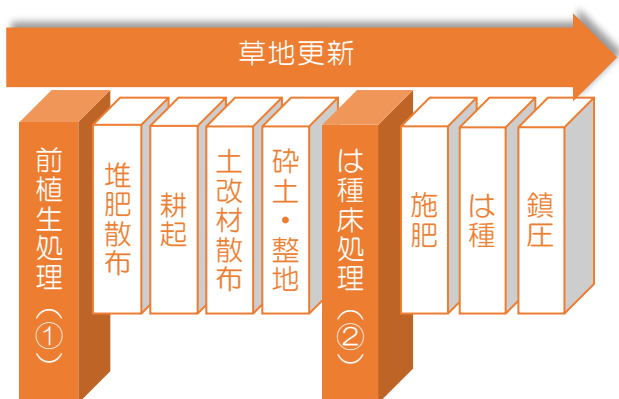 草地更新
前植生処理（①）
堆肥散布
耕起
土改材散布
砕土・整地
は種床処理（②）
施肥
は種
鎮圧